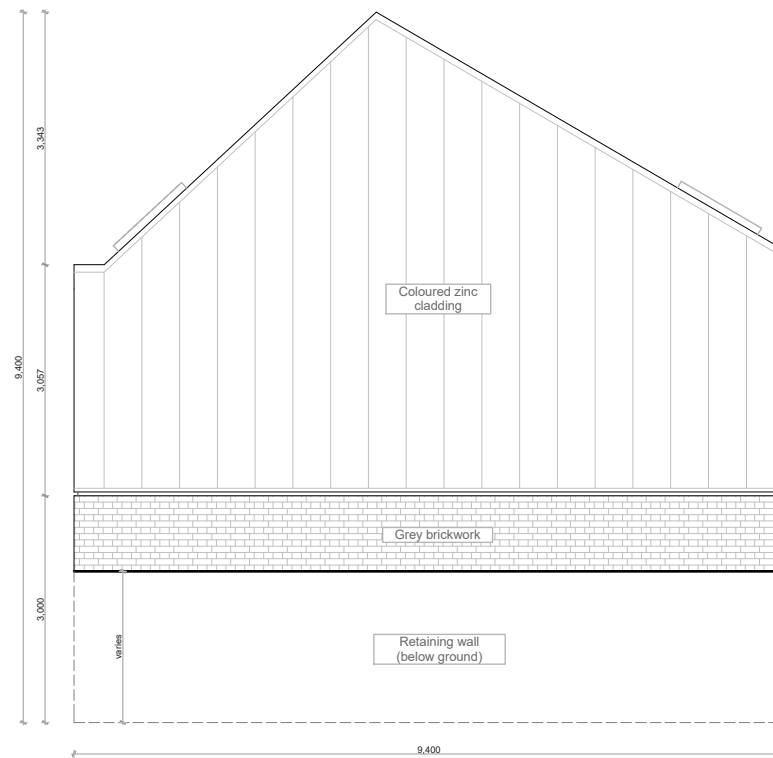 3,343
Coloured zinc
cladding
9,400
3,057
Grey brickwork
3,000
varies
Retaining wall
(below ground)
9,400